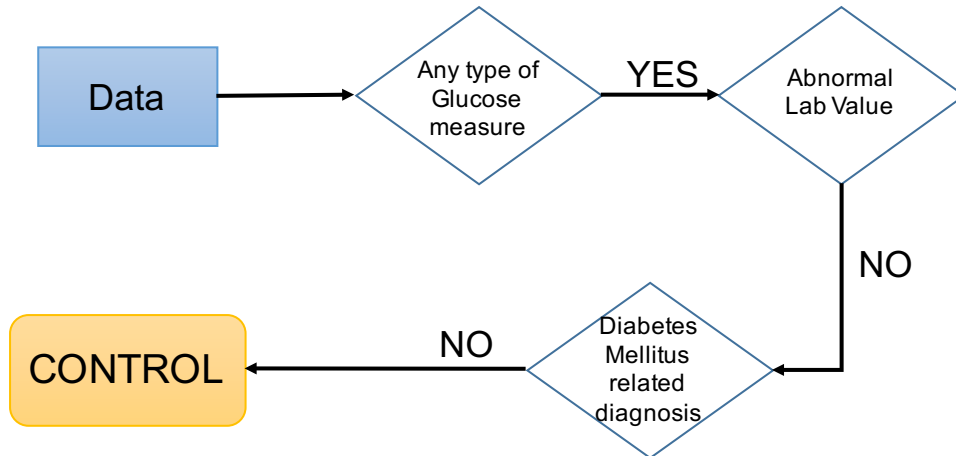 Data
Any type of
Glucose
measure
YES
Abnormal
Lab Value
NO
Diabetes
Mellitus
related
diagnosis
NO
CONTROL